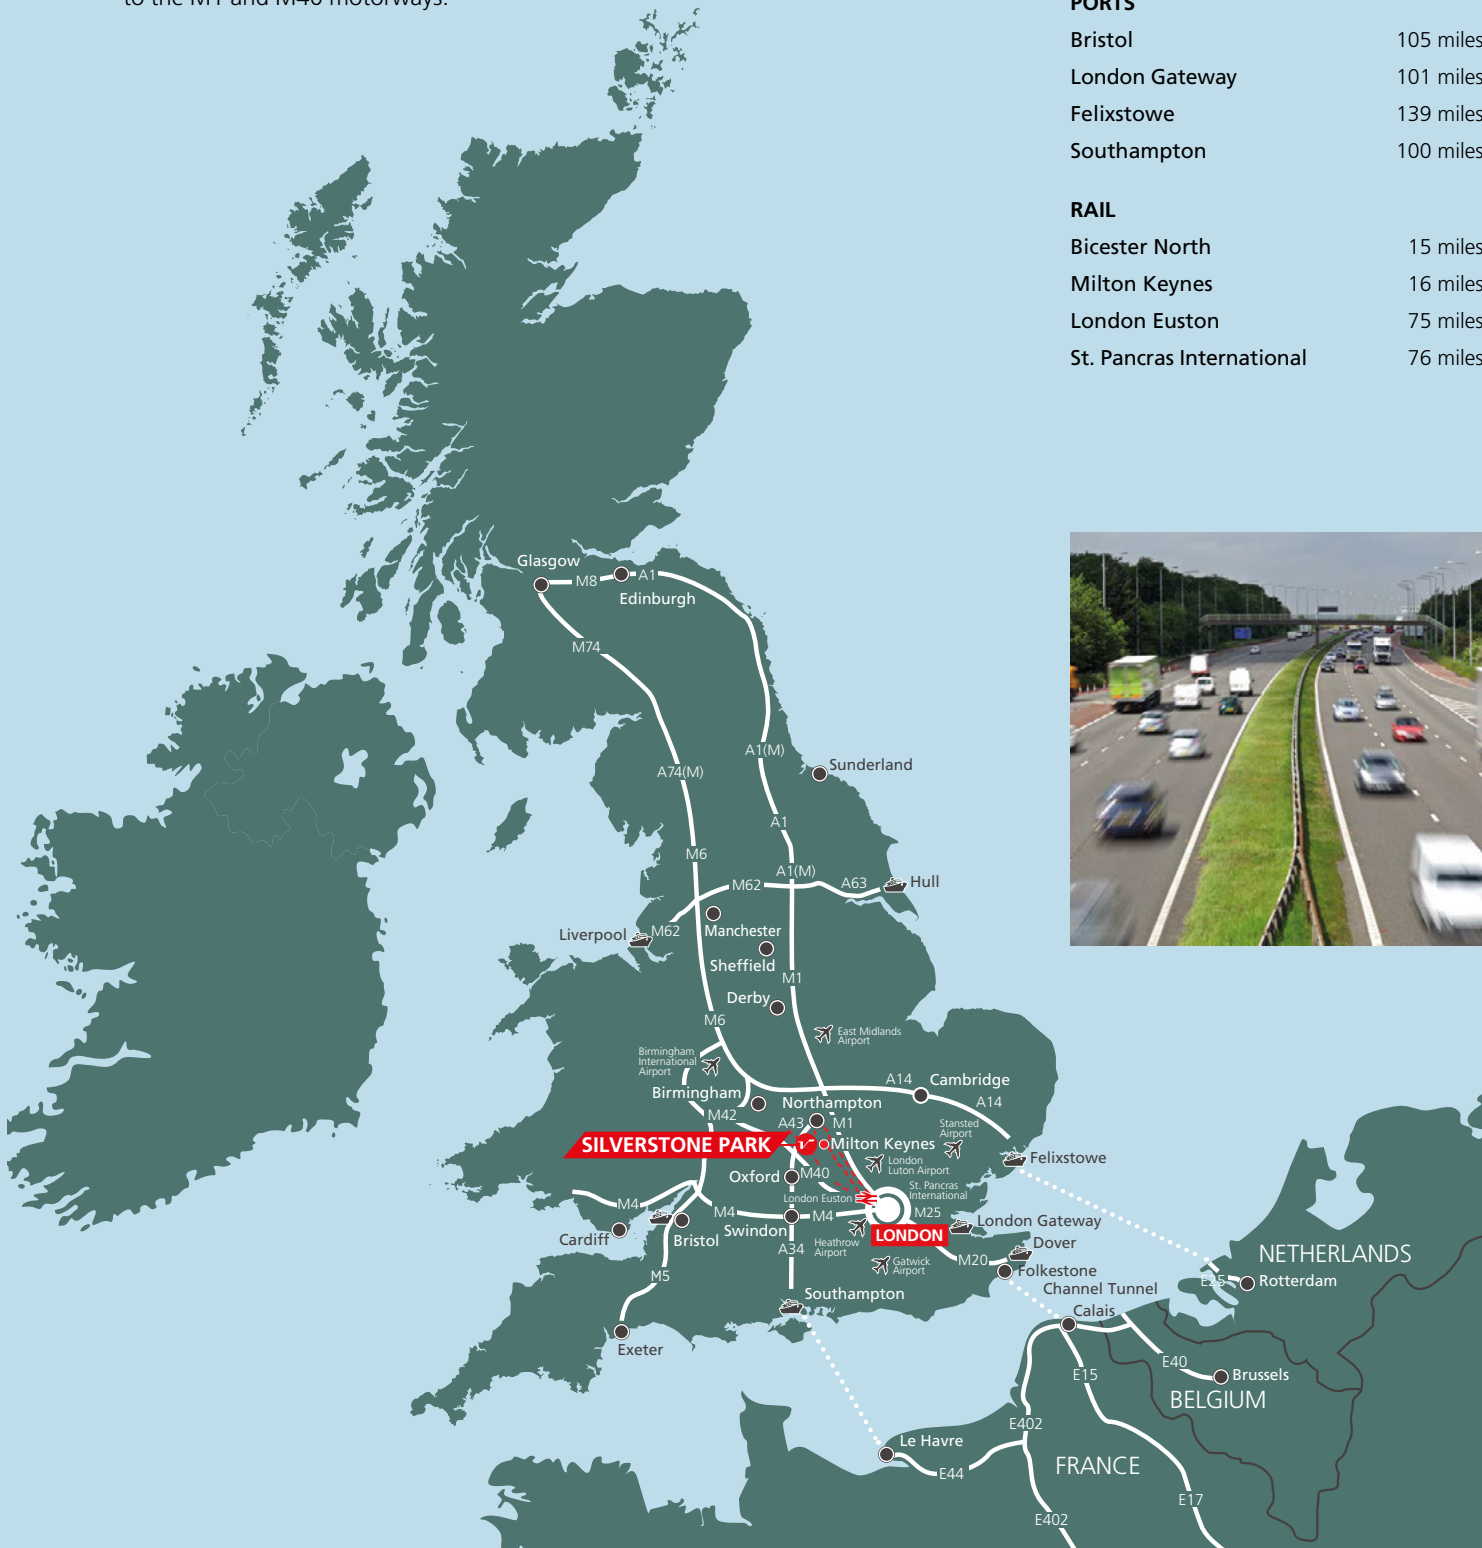 to the M1 and M40 motorways.
PORTS
Bristol 105 miles
London Gateway 101 miles
Felixstowe 139 miles
Southampton 100 miles
RAIL
Bicester North 15 miles
Milton Keynes 16 miles
London Euston 75 miles
St. Pancras International 76 miles
Glasgow
M8
A1
Edinburgh
M74
A1(M)
Sunderland
A74(M)
A1
M6
A1(M)
M62
A63
Hull
Liverpool
M62
Manchester
Sheffield
M1
Derby
M6
East Midlands
Airport
Birmingham
International
Airport
Birmingham
A14
Cambridge
A14
Northampton
M42
A43
M1
Stansted
Airport
SILVERSTONE PARK
Milton Keynes
London
Luton Airport
Felixstowe
Oxford
M40
St. Pancras
International
London Euston
M4
M4
Swindon
M4
M25
London Gateway
Cardiff
Bristol
LONDON
Dover
Heathrow
Airport
A34
Gatwick
Airport
M20
Folkestone
NETHERLANDS
E25
Rotterdam
M5
Channel Tunnel
Southampton
Calais
Exeter
E40
E15
Brussels
BELGIUM
E402
Le Havre
FRANCE
E44
E17
E402